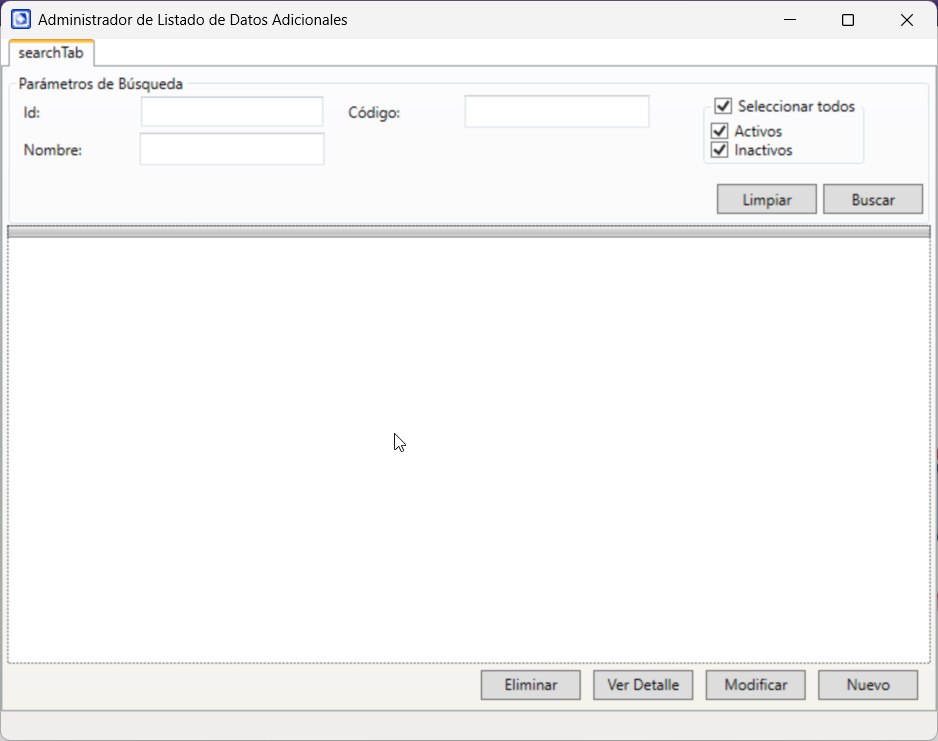 Administrador de Listado de Datos Adicionales
searchTab
Parámetros de Búsqueda
Id:
Código:
Seleccionar todos
Activos
Nombre:
Inactivos
Limpiar
Buscar
Eliminar
Ver Detalle
Modificar
Nuevo